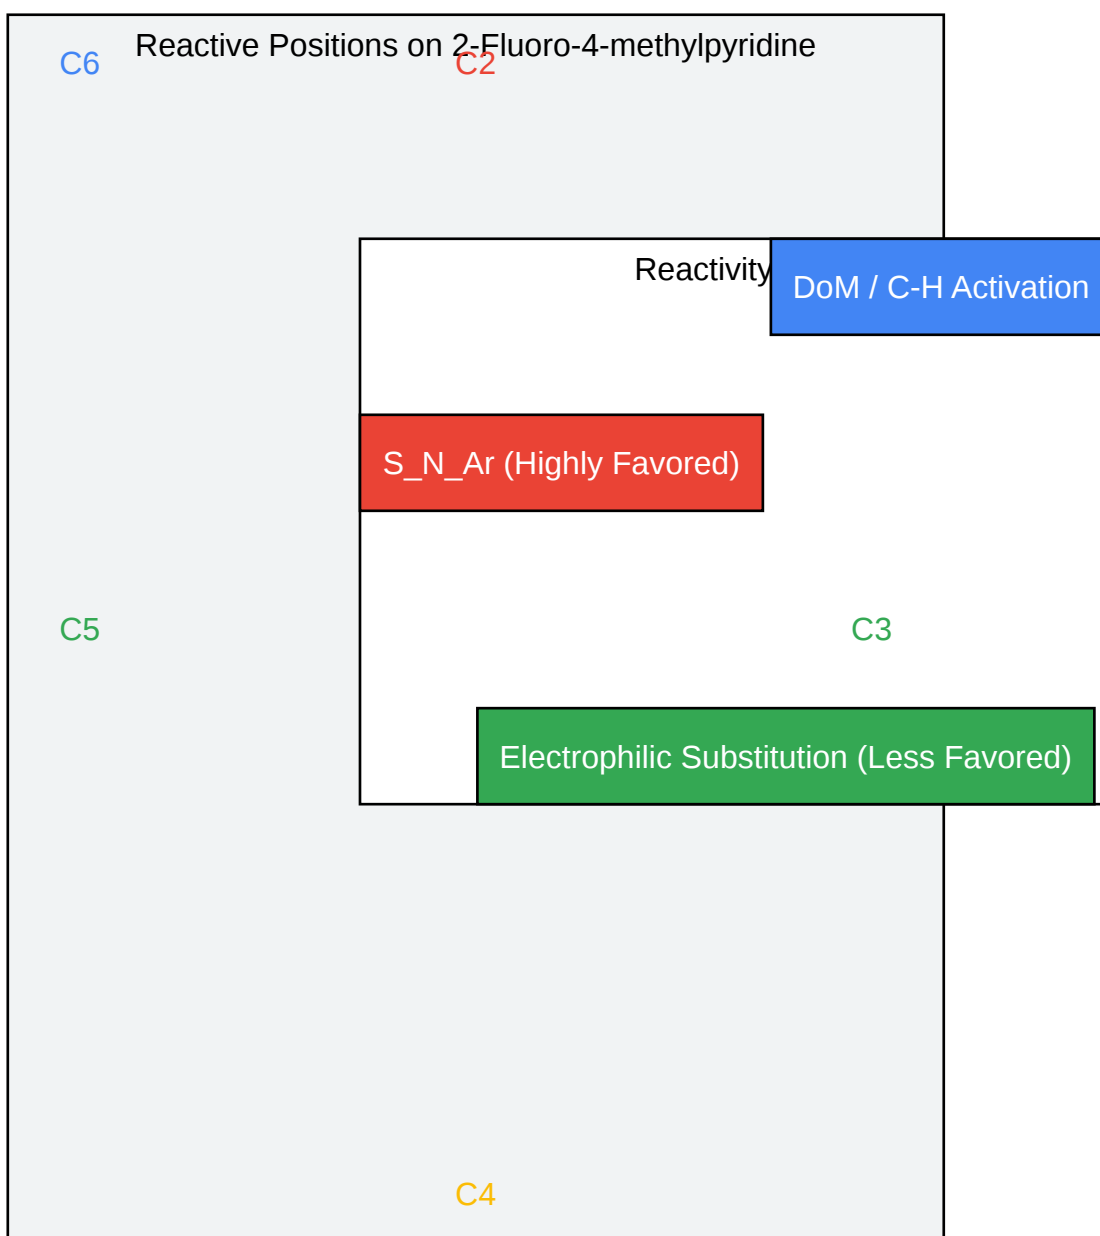 Reactive Positions on 2-Fluoro-4-methylpyridine
C6
C2
Reactivity
DoM / C-H Activation
S_N_Ar (Highly Favored)
C5
C3
Electrophilic Substitution (Less Favored)
C4